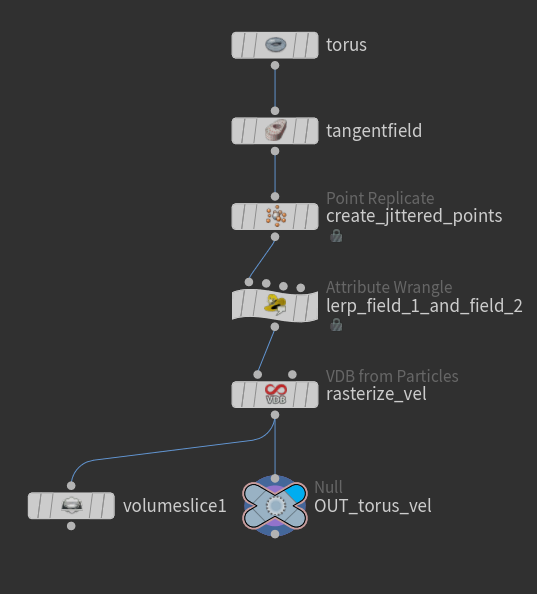 torus
tangentfield
Point Replicate
create_jittered_points
Attribute Wrangle
lerp_field_1_and_field_2
VDB from Particles
VDB
rasterize_vel
volumeslice1
Null
OUT_torus_vel